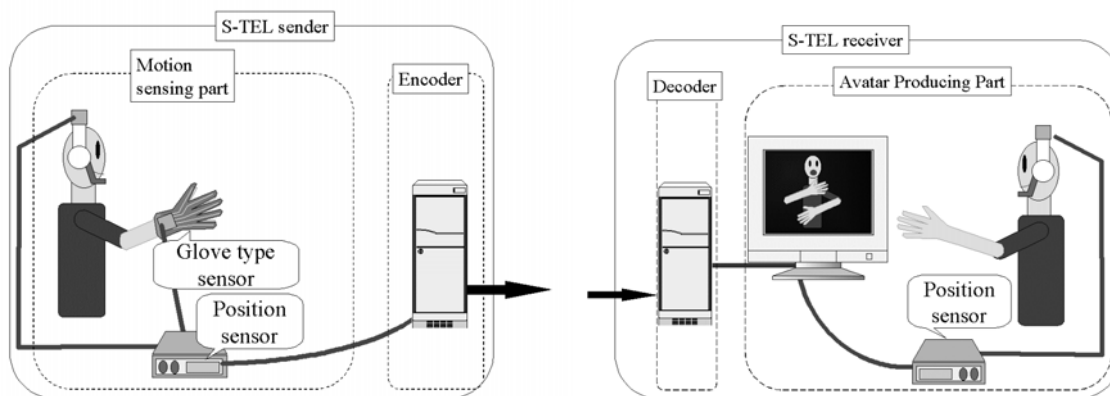 S-TEL sender
Motion
sensing part
Encoder
Glove type
sensor
Position
sensor
S-TEL receiver
Decoder
Avatar Producing Part
Position
sensor